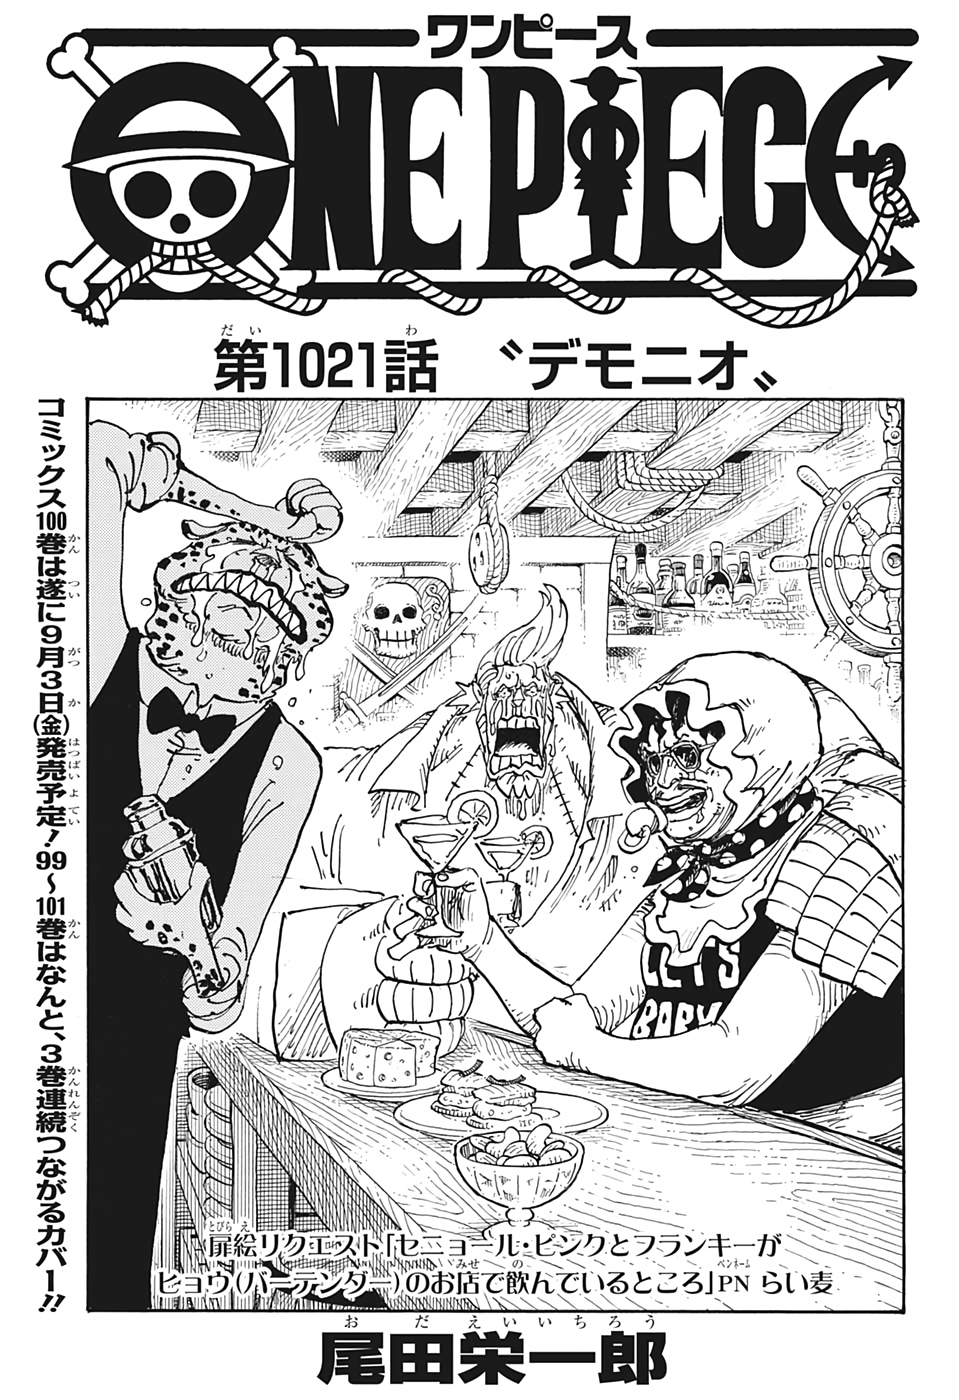 ワンピース
ONE PIECE
第1021話 〝デモニオ〟
コミックス100巻は遂に9月3日(金)発売予定!99〜101巻はなんと、3巻連続つながるカバー!!
LET'S
BABY
扉絵リクエスト「セニョール・ピンクとフランキーが
ヒョウ(バーテンダー)のお店で飲んでいるところ」PN らい麦
尾田栄一郎